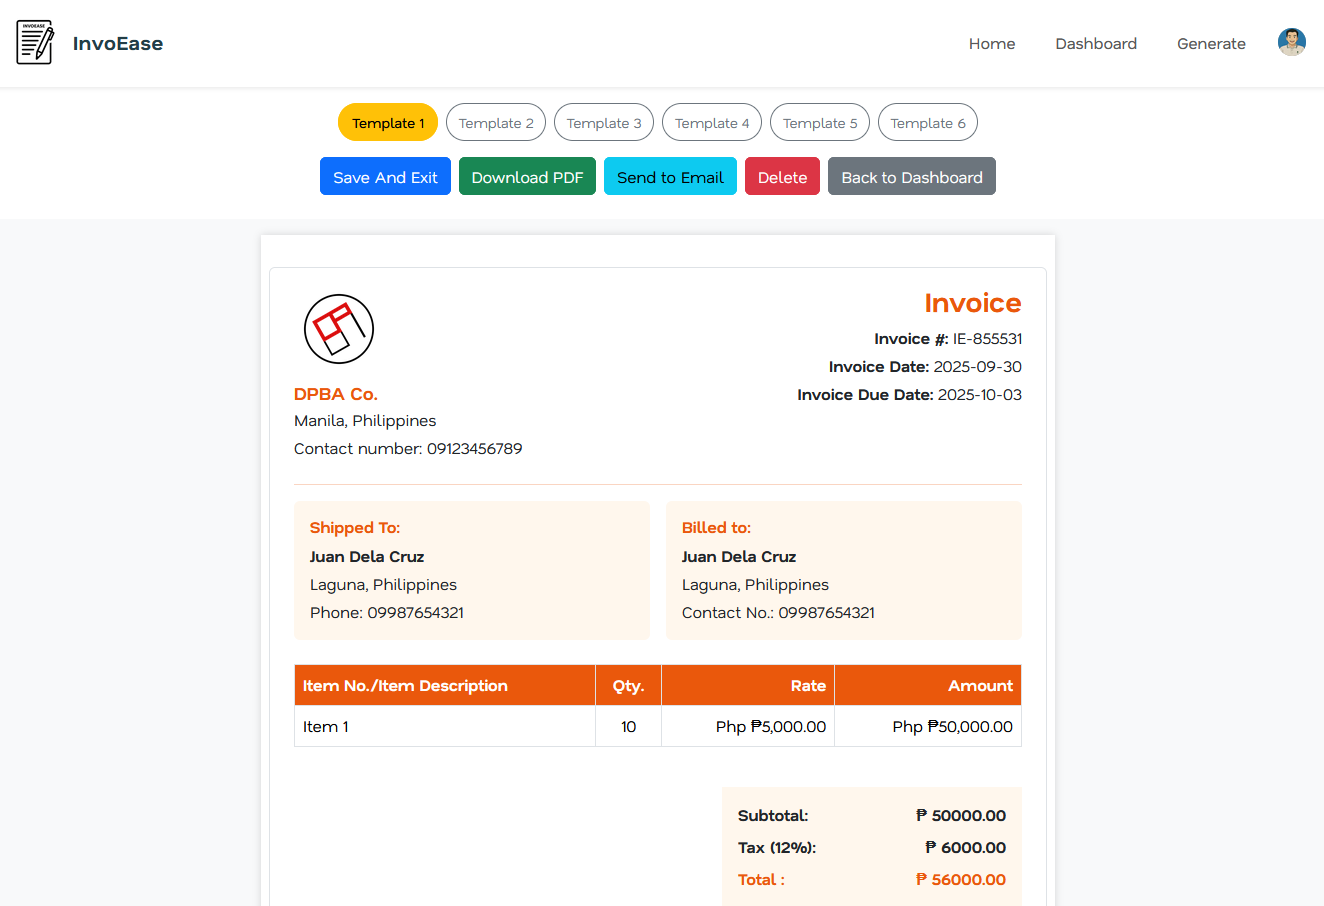 INVOEASE
InvoEase
Home Dashboard Generate
Template 1 Template 2 Template 3 Template 4 Template 5 Template 6
Save And Exit Download PDF Send to Email Delete Back to Dashboard
Invoice
Invoice #: IE-855531
Invoice Date: 2025-09-30
Invoice Due Date: 2025-10-03
DPBA Co.
Manila, Philippines
Contact number: 09123456789
Shipped To:
Juan Dela Cruz
Laguna, Philippines
Phone: 09987654321
Billed to:
Juan Dela Cruz
Laguna, Philippines
Contact No.: 09987654321
Item No./Item Description Qty. Rate Amount
Item 1 10 Php ₱5,000.00 Php ₱50,000.00
Subtotal: ₱ 50000.00
Tax (12%): ₱ 6000.00
Total : ₱ 56000.00